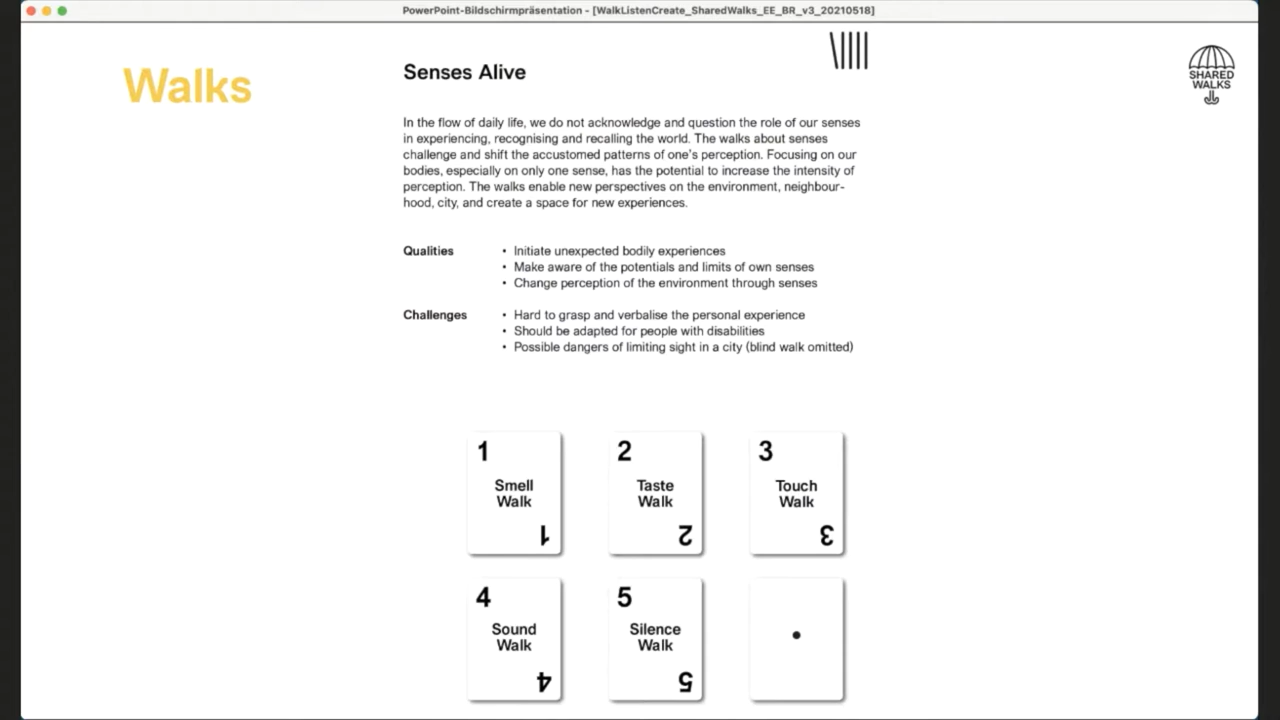 PowerPoint-Bildschirmpräsentation - [WalkListenCreate_SharedWalks_EE_BR_v3_20210518]
Walks
Senses Alive
SHARED
WALKS
In the flow of daily life, we do not acknowledge and question the role of our senses
in experiencing, recognising and recalling the world. The walks about senses
challenge and shift the accustomed patterns of one's perception. Focusing on our
bodies, especially on only one sense, has the potential to increase the intensity of
perception. The walks enable new perspectives on the environment, neighbour-
hood, city, and create a space for new experiences.
Qualities
• Initiate unexpected bodily experiences
• Make aware of the potentials and limits of own senses
• Change perception of the environment through senses
Challenges
• Hard to grasp and verbalise the personal experience
• Should be adapted for people with disabilities
• Possible dangers of limiting sight in a city (blind walk omitted)
1
Smell
Walk
1
2
Taste
Walk
2
3
Touch
Walk
3
4
Sound
Walk
4
5
Silence
Walk
5